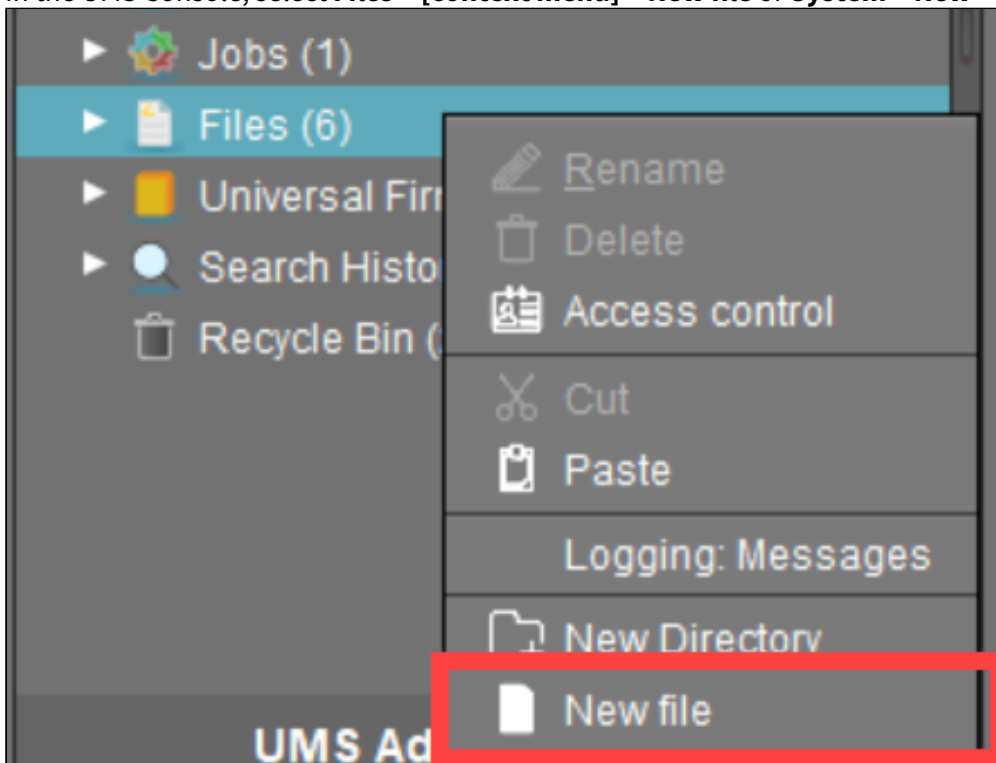 Jobs (1)
Files (6)
Universal Firr
Search Histo
Recycle Bin (
Rename
Delete
Access control
Cut
Paste
Logging: Messages
New Directory
New file
UMS Ad